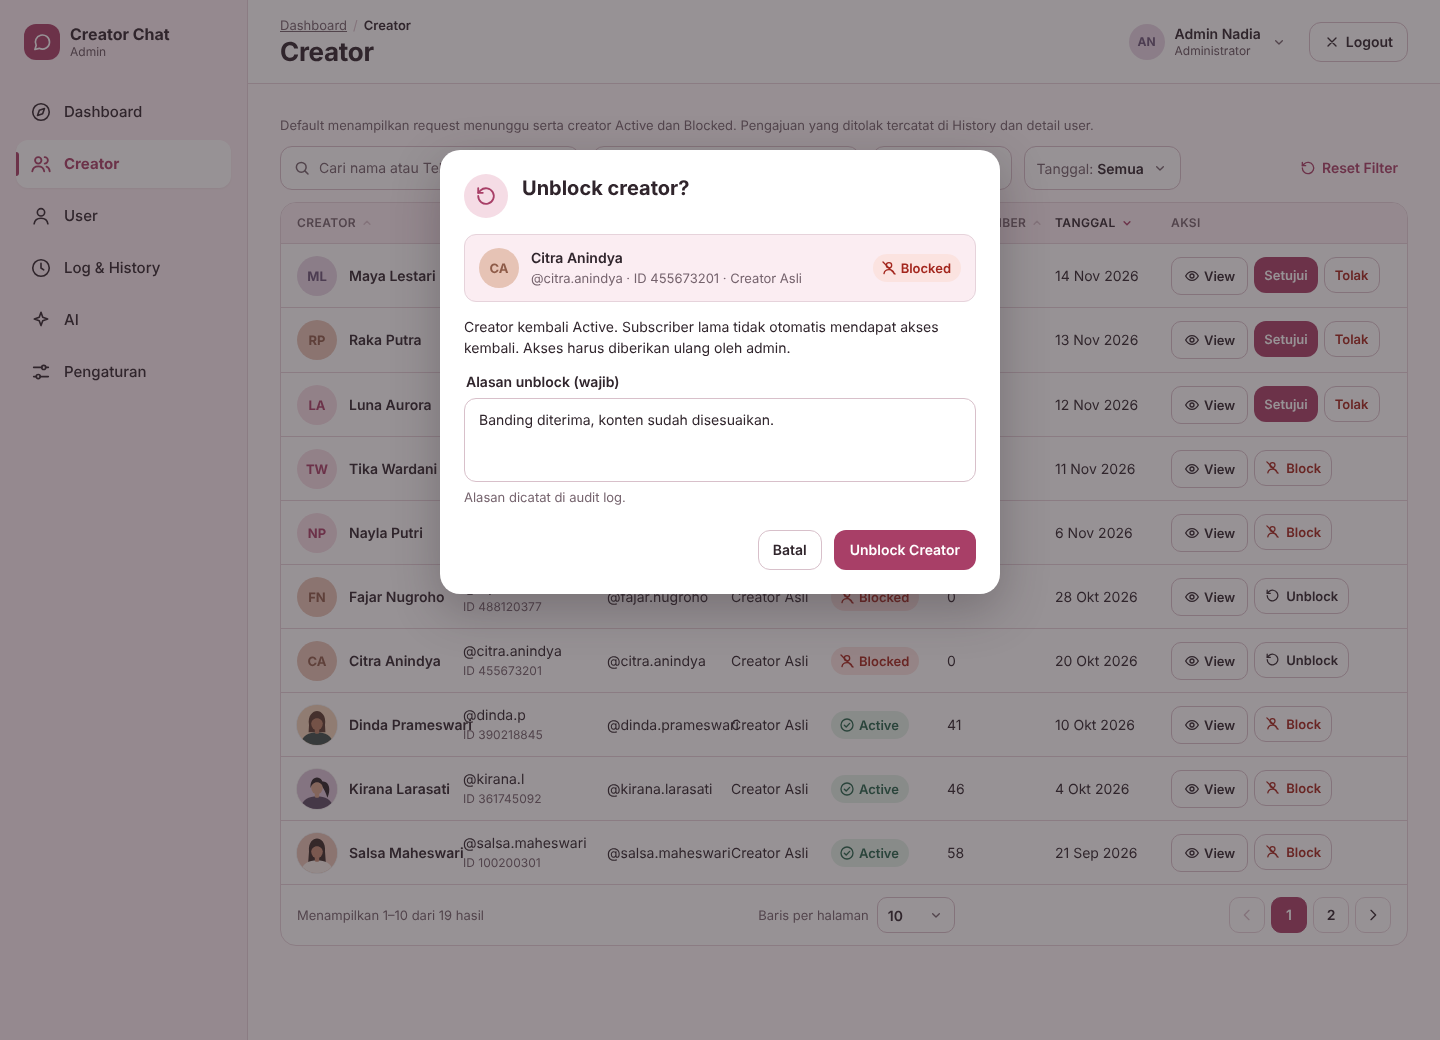 Creator Chat
Admin
Dashboard
Creator
User
Log & History
AI
Pengaturan
Dashboard / Creator
Creator
AN
Admin Nadia
Administrator
Logout
Default menampilkan request menunggu serta creator Active dan Blocked. Pengajuan yang ditolak tercatat di History dan detail user.
Cari nama atau
Tanggal: Semua
Reset Filter
CREATOR
TANGGAL
AKSI
ML Maya Lestari 14 Nov 2026 View Setujui Tolak
RP Raka Putra 13 Nov 2026 View Setujui Tolak
LA Luna Aurora 12 Nov 2026 View Setujui Tolak
TW Tika Wardani 11 Nov 2026 View Block
NP Nayla Putri 6 Nov 2026 View Block
FN Fajar Nugroho ID 488120377 @fajar.nugroho Creator Asli Blocked 0 28 Okt 2026 View Unblock
CA Citra Anindya @citra.anindya ID 455673201 @citra.anindya Creator Asli Blocked 0 20 Okt 2026 View Unblock
Dinda Prameswari @dinda.p ID 390218845 @dinda.prameswari Creator Asli Active 41 10 Okt 2026 View Block
Kirana Larasati @kirana.l ID 361745092 @kirana.larasati Creator Asli Active 46 4 Okt 2026 View Block
Salsa Maheswari @salsa.maheswari ID 100200301 @salsa.maheswari Creator Asli Active 58 21 Sep 2026 View Block
Menampilkan 1–10 dari 19 hasil
Baris per halaman 10
1 2
Unblock creator?
CA
Citra Anindya
@citra.anindya · ID 455673201 · Creator Asli
Blocked
Creator kembali Active. Subscriber lama tidak otomatis mendapat akses
kembali. Akses harus diberikan ulang oleh admin.
Alasan unblock (wajib)
Banding diterima, konten sudah disesuaikan.
Alasan dicatat di audit log.
Batal
Unblock Creator